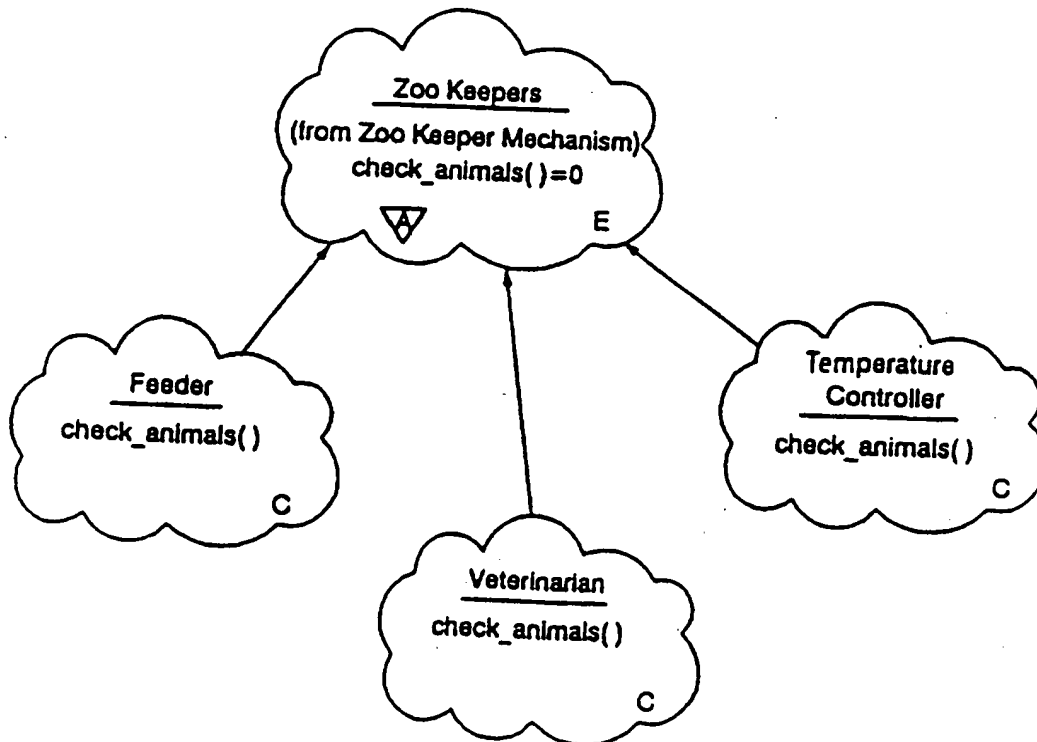 Zoo Keepers
(from Zoo Keeper Mechanism)
check_animals( )=0
A
E
Feeder
check_animals( )
C
Temperature
Controller
check_animals( )
C
Veterinarian
check_animals( )
C